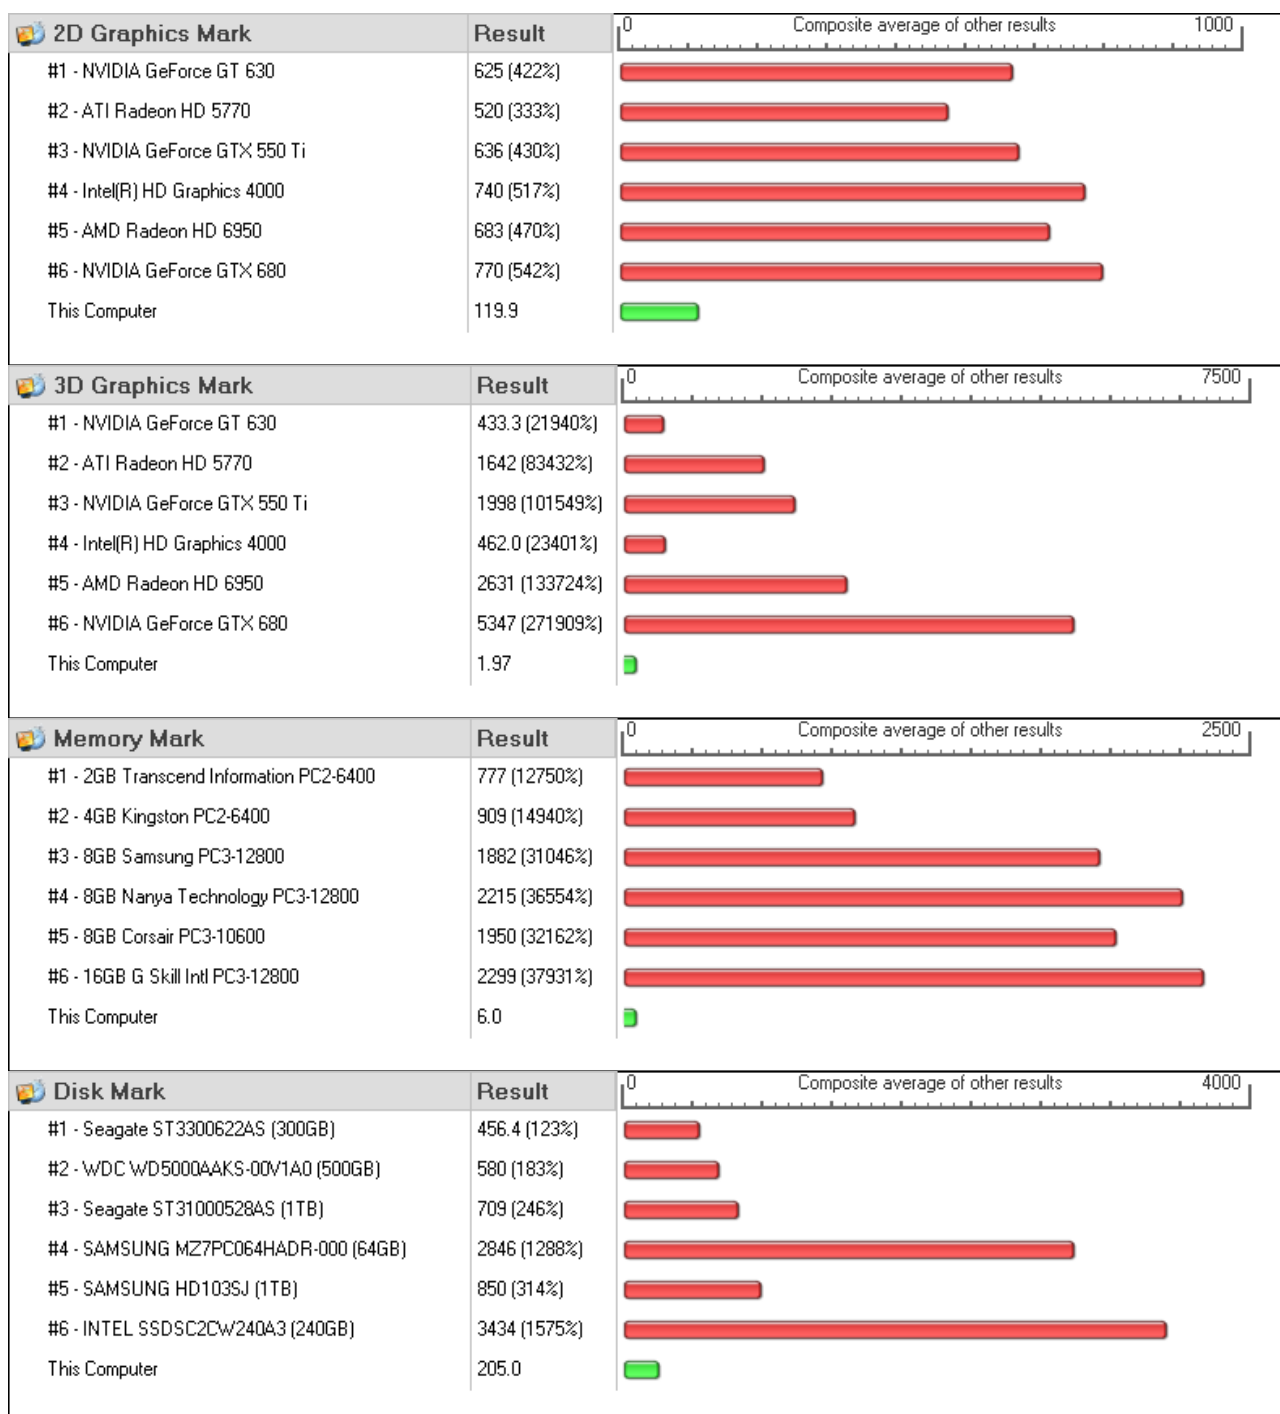 2D Graphics Mark Result 0 Composite average of other results 1000
#1 - NVIDIA GeForce GT 630 625 (422%)
#2 - ATI Radeon HD 5770 520 (333%)
#3 - NVIDIA GeForce GTX 550 Ti 636 (430%)
#4 - Intel(R) HD Graphics 4000 740 (517%)
#5 - AMD Radeon HD 6950 683 (470%)
#6 - NVIDIA GeForce GTX 680 770 (542%)
This Computer 119.9
3D Graphics Mark Result 0 Composite average of other results 7500
#1 - NVIDIA GeForce GT 630 433.3 (21940%)
#2 - ATI Radeon HD 5770 1642 (83432%)
#3 - NVIDIA GeForce GTX 550 Ti 1998 (101549%)
#4 - Intel(R) HD Graphics 4000 462.0 (23401%)
#5 - AMD Radeon HD 6950 2631 (133724%)
#6 - NVIDIA GeForce GTX 680 5347 (271909%)
This Computer 1.97
Memory Mark Result 0 Composite average of other results 2500
#1 - 2GB Transcend Information PC2-6400 777 (12750%)
#2 - 4GB Kingston PC2-6400 909 (14940%)
#3 - 8GB Samsung PC3-12800 1882 (31046%)
#4 - 8GB Nanya Technology PC3-12800 2215 (36554%)
#5 - 8GB Corsair PC3-10600 1950 (32162%)
#6 - 16GB G Skill Intl PC3-12800 2299 (37931%)
This Computer 6.0
Disk Mark Result 0 Composite average of other results 4000
#1 - Seagate ST3300622AS (300GB) 456.4 (123%)
#2 - WDC WD5000AAKS-00V1A0 (500GB) 580 (183%)
#3 - Seagate ST31000528AS (1TB) 709 (246%)
#4 - SAMSUNG MZ7PC064HADR-000 (64GB) 2846 (1288%)
#5 - SAMSUNG HD103SJ (1TB) 850 (314%)
#6 - INTEL SSDSC2CW240A3 (240GB) 3434 (1575%)
This Computer 205.0